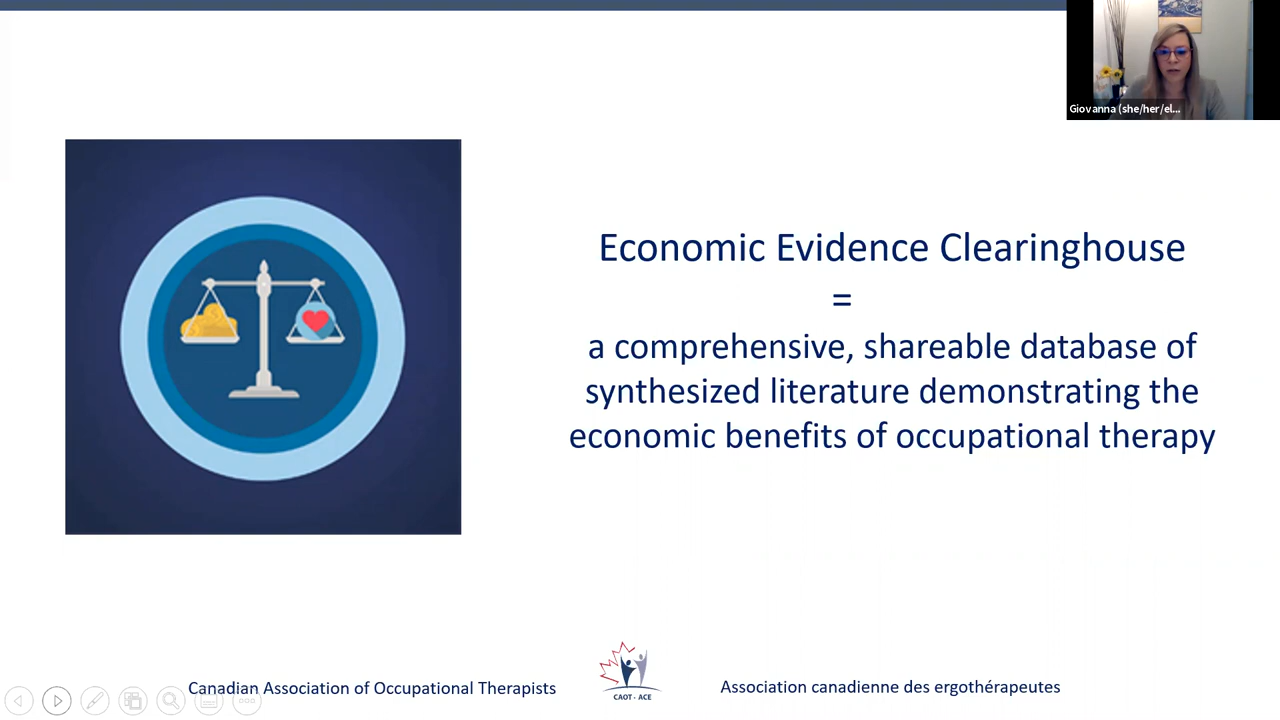 Giovanna (she/her/el...
Economic Evidence Clearinghouse
=
a comprehensive, shareable database of
synthesized literature demonstrating the
economic benefits of occupational therapy
Canadian Association of Occupational Therapists
CAOT - ACE
Association canadienne des ergothérapeutes